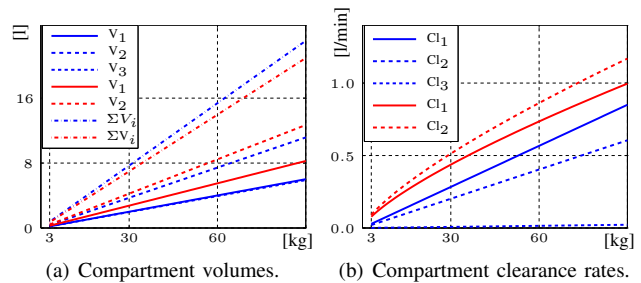 [l]
16
8
0
3
30
60
[kg]
V1
V2
V3
V1
V2
ΣVi
ΣVi
(a) Compartment volumes.
[l/min]
1.0
0.5
0.0
3
30
60
[kg]
Cl1
Cl2
Cl3
Cl1
Cl2
(b) Compartment clearance rates.